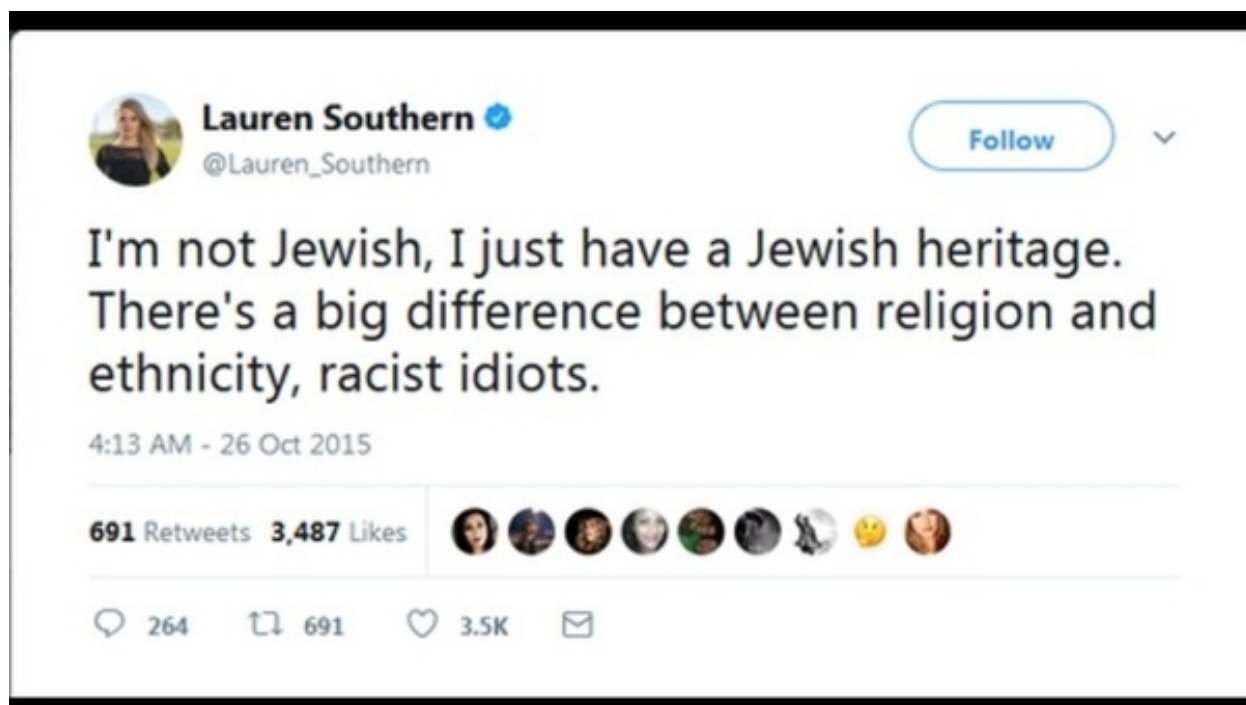 Lauren Southern
@Lauren_Southern
Follow
I'm not Jewish, I just have a Jewish heritage.
There's a big difference between religion and
ethnicity, racist idiots.
4:13 AM - 26 Oct 2015
691 Retweets 3,487 Likes
264 691 3.5K